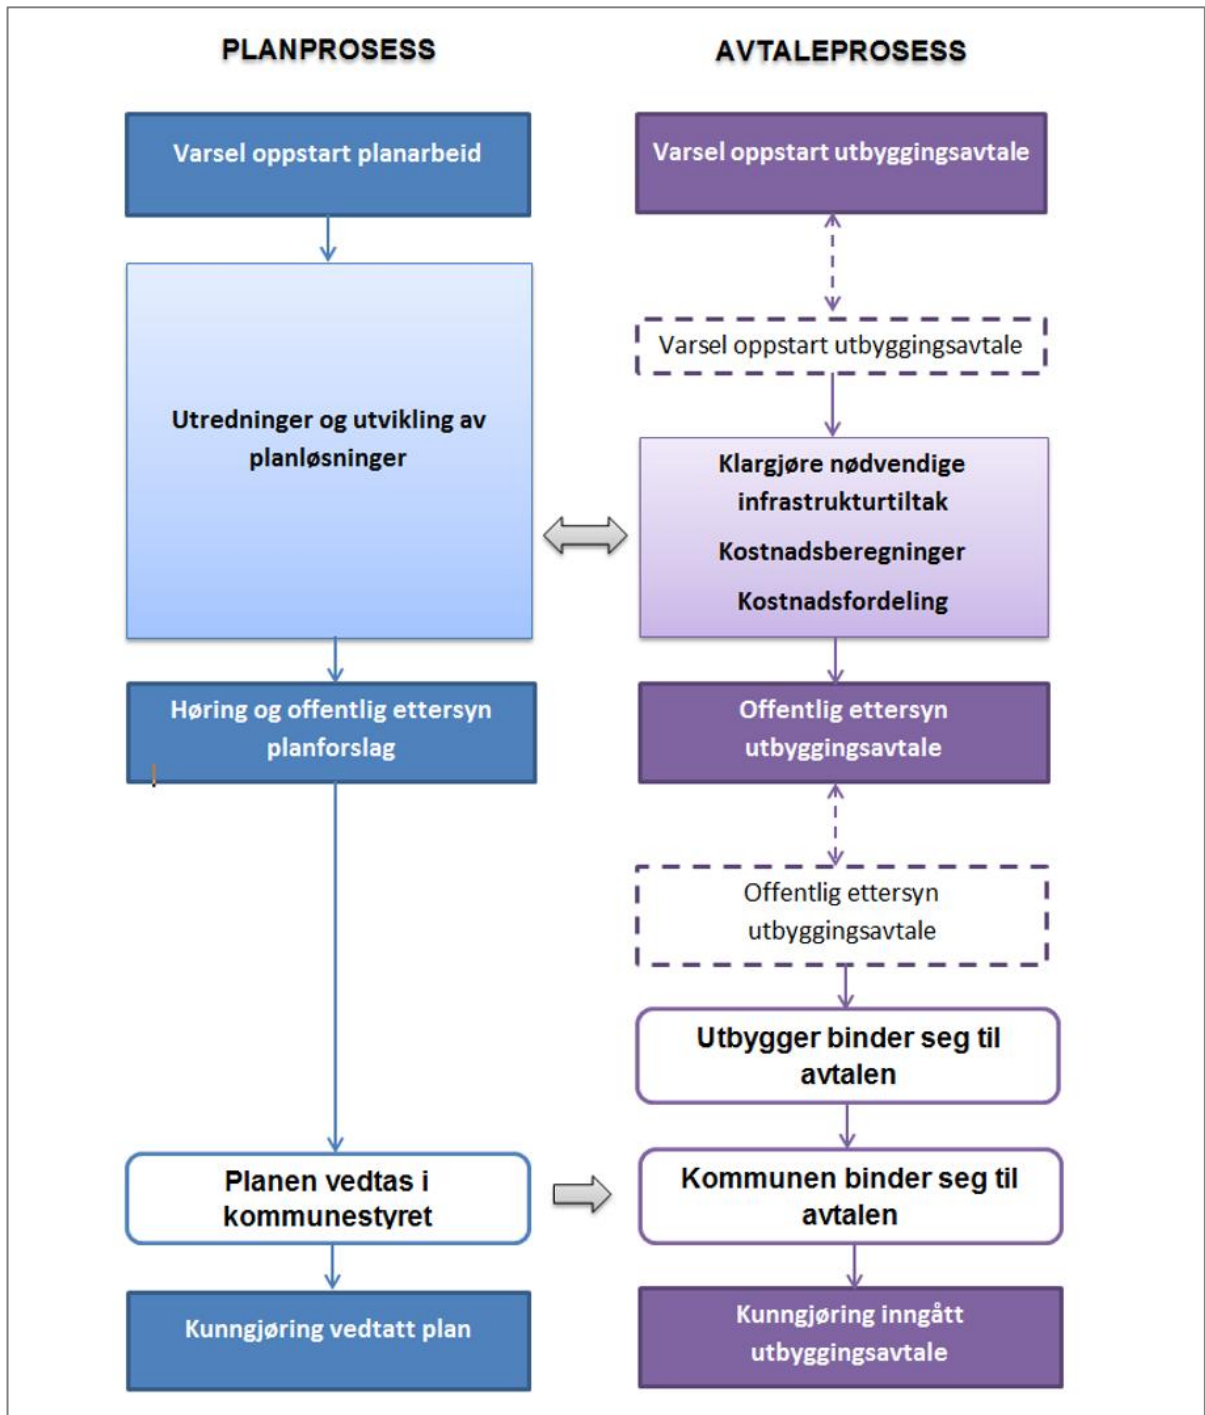 PLANPROSESS
AVTALEPROSESS
Varsel oppstart planarbeid
Varsel oppstart utbyggingsavtale
Varsel oppstart utbyggingsavtale
Utredninger og utvikling av
planløsninger
Klargjøre nødvendige
infrastrukturtiltak
Kostnadsberegninger
Kostnadsfordeling
Høring og offentlig ettersyn
planforslag
Offentlig ettersyn
utbyggingsavtale
Offentlig ettersyn
utbyggingsavtale
Utbygger binder seg til
avtalen
Planen vedtas i
kommunestyret
Kommunen binder seg til
avtalen
Kunngjøring vedtatt plan
Kunngjøring inngått
utbyggingsavtale